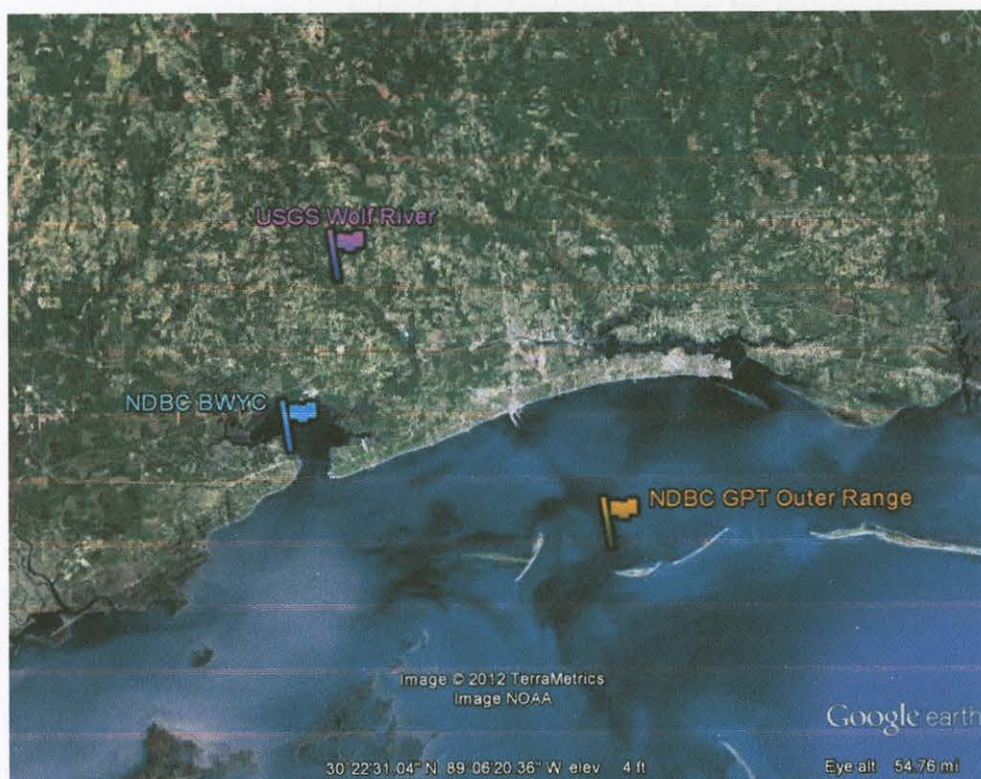 USGS Wolf River
NDBC BWYC
NDBC GPT Outer Range
Image © 2012 TerraMetrics
Image NOAA
Google earth
30°22'31.04" N 89°06'20.36" W elev 4 ft
Eye alt 54.76 mi